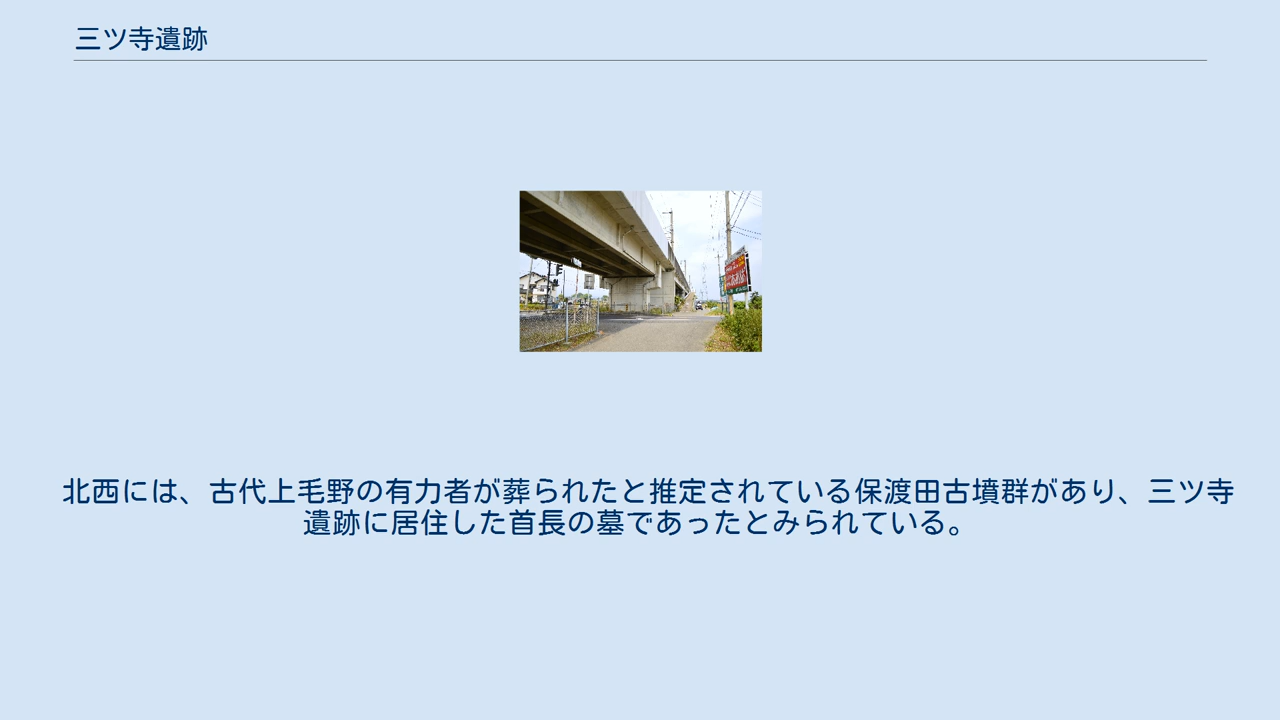 三ツ寺遺跡
北西には、古代上毛野の有力者が葬られたと推定されている保渡田古墳群があり、三ツ寺
遺跡に居住した首長の墓であったとみられている。